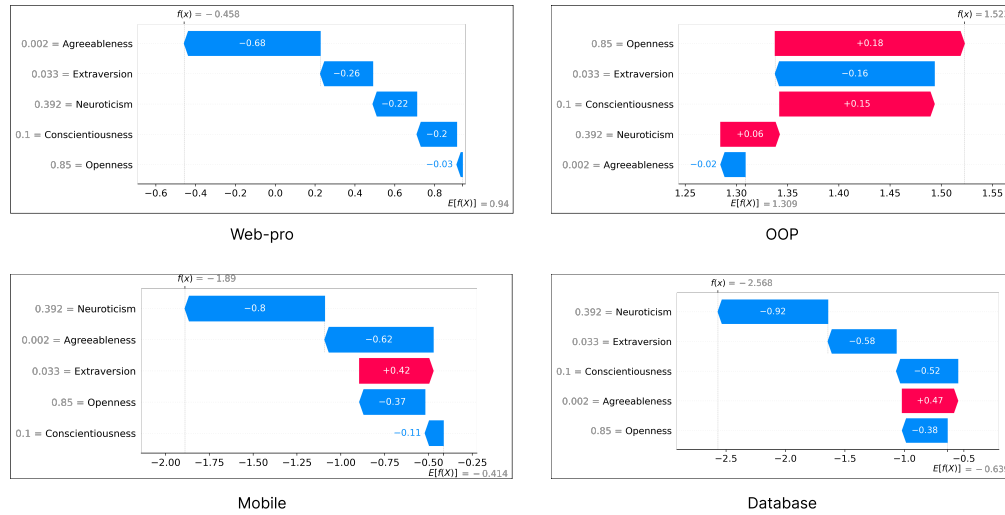 f(x) = −0.458
0.002 = Agreeableness
−0.68
0.033 = Extraversion
−0.26
0.392 = Neuroticism
−0.22
0.1 = Conscientiousness
−0.2
0.85 = Openness
−0.03
−0.6 −0.4 −0.2 0.0 0.2 0.4 0.6 0.8
E[f(X)] = 0.94
Web-pro
0.85 = Openness
+0.18
0.033 = Extraversion
−0.16
0.1 = Conscientiousness
+0.15
0.392 = Neuroticism
+0.06
0.002 = Agreeableness
−0.02
1.25 1.30 1.35 1.40 1.45 1.50 1.55
E[f(X)] = 1.309
OOP
f(x) = −1.89
0.392 = Neuroticism
−0.8
0.002 = Agreeableness
−0.62
0.033 = Extraversion
+0.42
0.85 = Openness
−0.37
0.1 = Conscientiousness
−0.11
−2.00 −1.75 −1.50 −1.25 −1.00 −0.75 −0.50 −0.25
E[f(X)] = −0.414
Mobile
f(x) = −2.568
0.392 = Neuroticism
−0.92
0.033 = Extraversion
−0.58
0.1 = Conscientiousness
−0.52
0.002 = Agreeableness
+0.47
0.85 = Openness
−0.38
−2.5 −2.0 −1.5 −1.0 −0.5
E[f(X)] = −0.639
Database